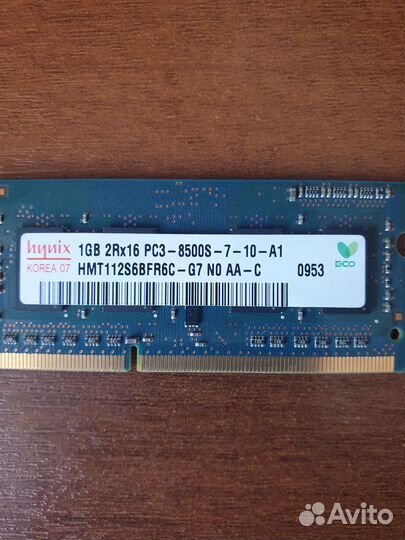 hynix
KOREA 07
1GB 2Rx16 PC3-8500S-7-10-A1
HMT112S6BFR6C-G7 N0 AA-C
0953
ECO
Avito